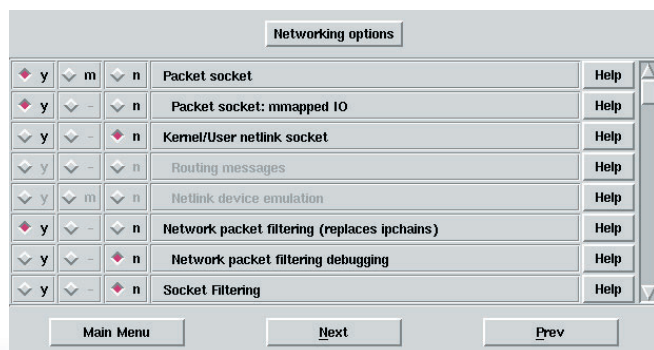 Networking options
y m n Packet socket Help
y - n Packet socket: mmapped IO Help
y - n Kernel/User netlink socket Help
y - n Routing messages Help
y m n Netlink device emulation Help
y - n Network packet filtering (replaces ipchains) Help
y - n Network packet filtering debugging Help
y - n Socket Filtering Help
Main Menu Next Prev